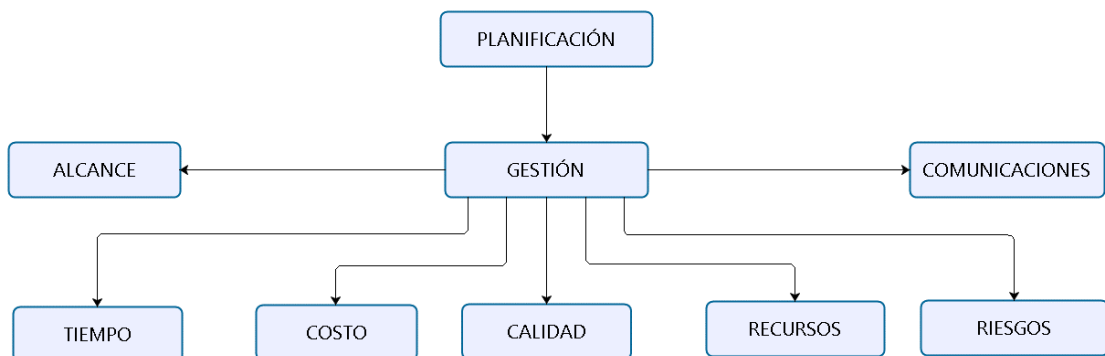 PLANIFICACIÓN
ALCANCE
GESTIÓN
COMUNICACIONES
TIEMPO
COSTO
CALIDAD
RECURSOS
RIESGOS